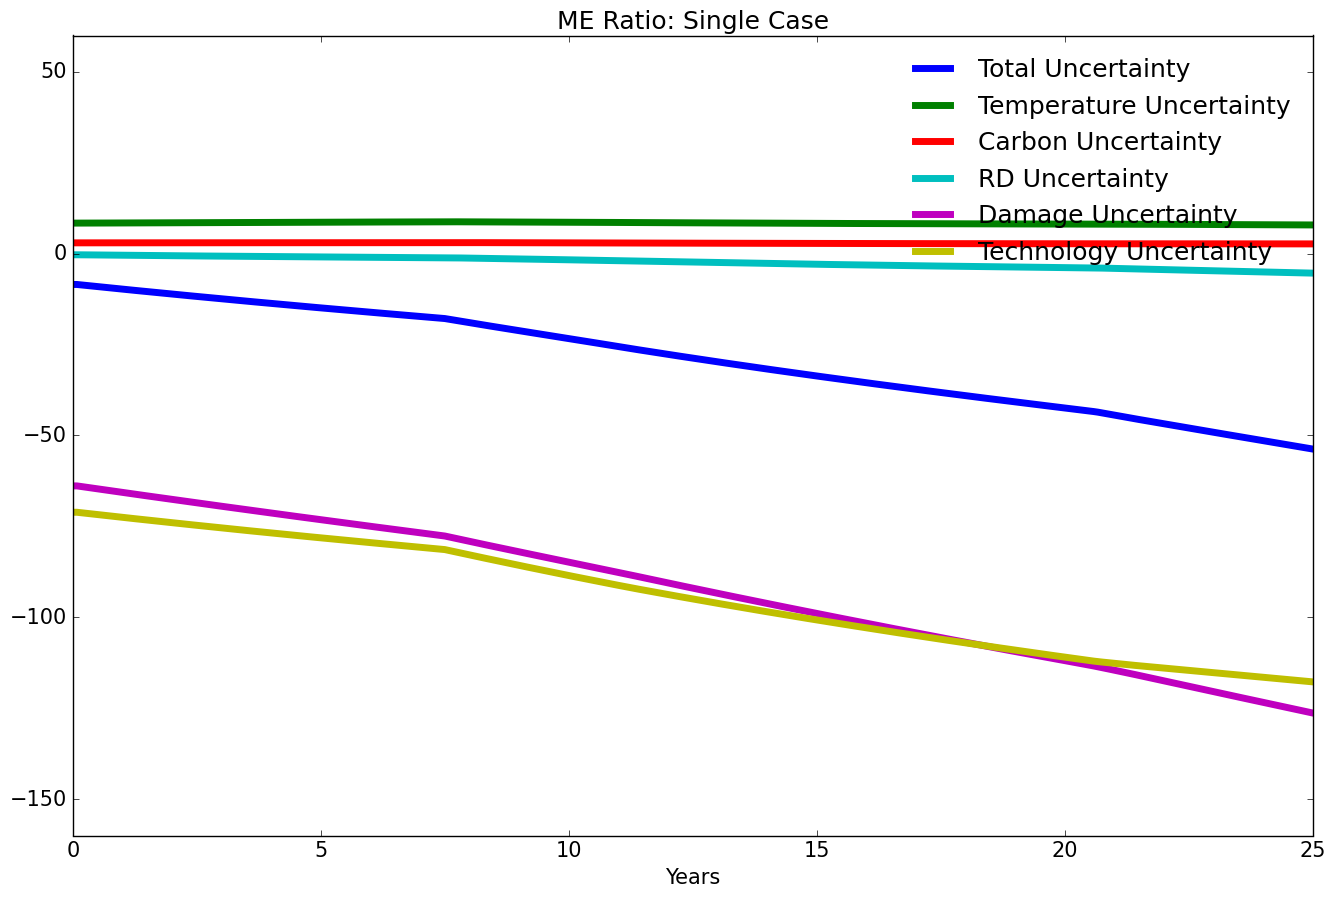 ME Ratio: Single Case
50
0
−50
−100
−150
Total Uncertainty
Temperature Uncertainty
Carbon Uncertainty
RD Uncertainty
Damage Uncertainty
Technology Uncertainty
0 5 10 15 20 25
Years